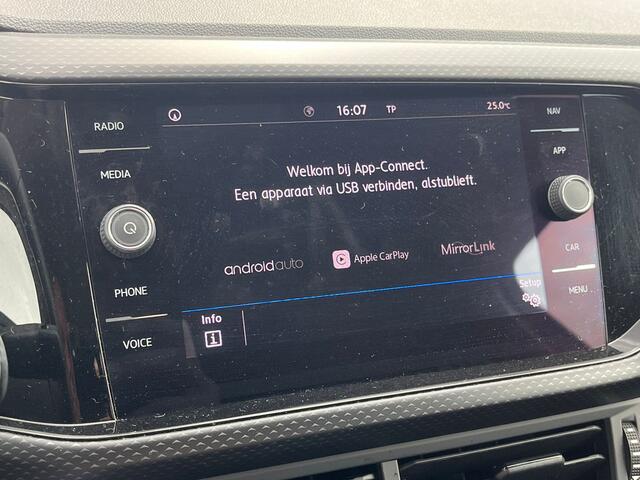 RADIO
MEDIA
PHONE
VOICE
16:07 TP 25.0°C
Welkom bij App-Connect.
Een apparaat via USB verbinden, alstublieft.
androidauto Apple CarPlay MirrorLink
Info
i
Setup
NAV
APP
CAR
MENU